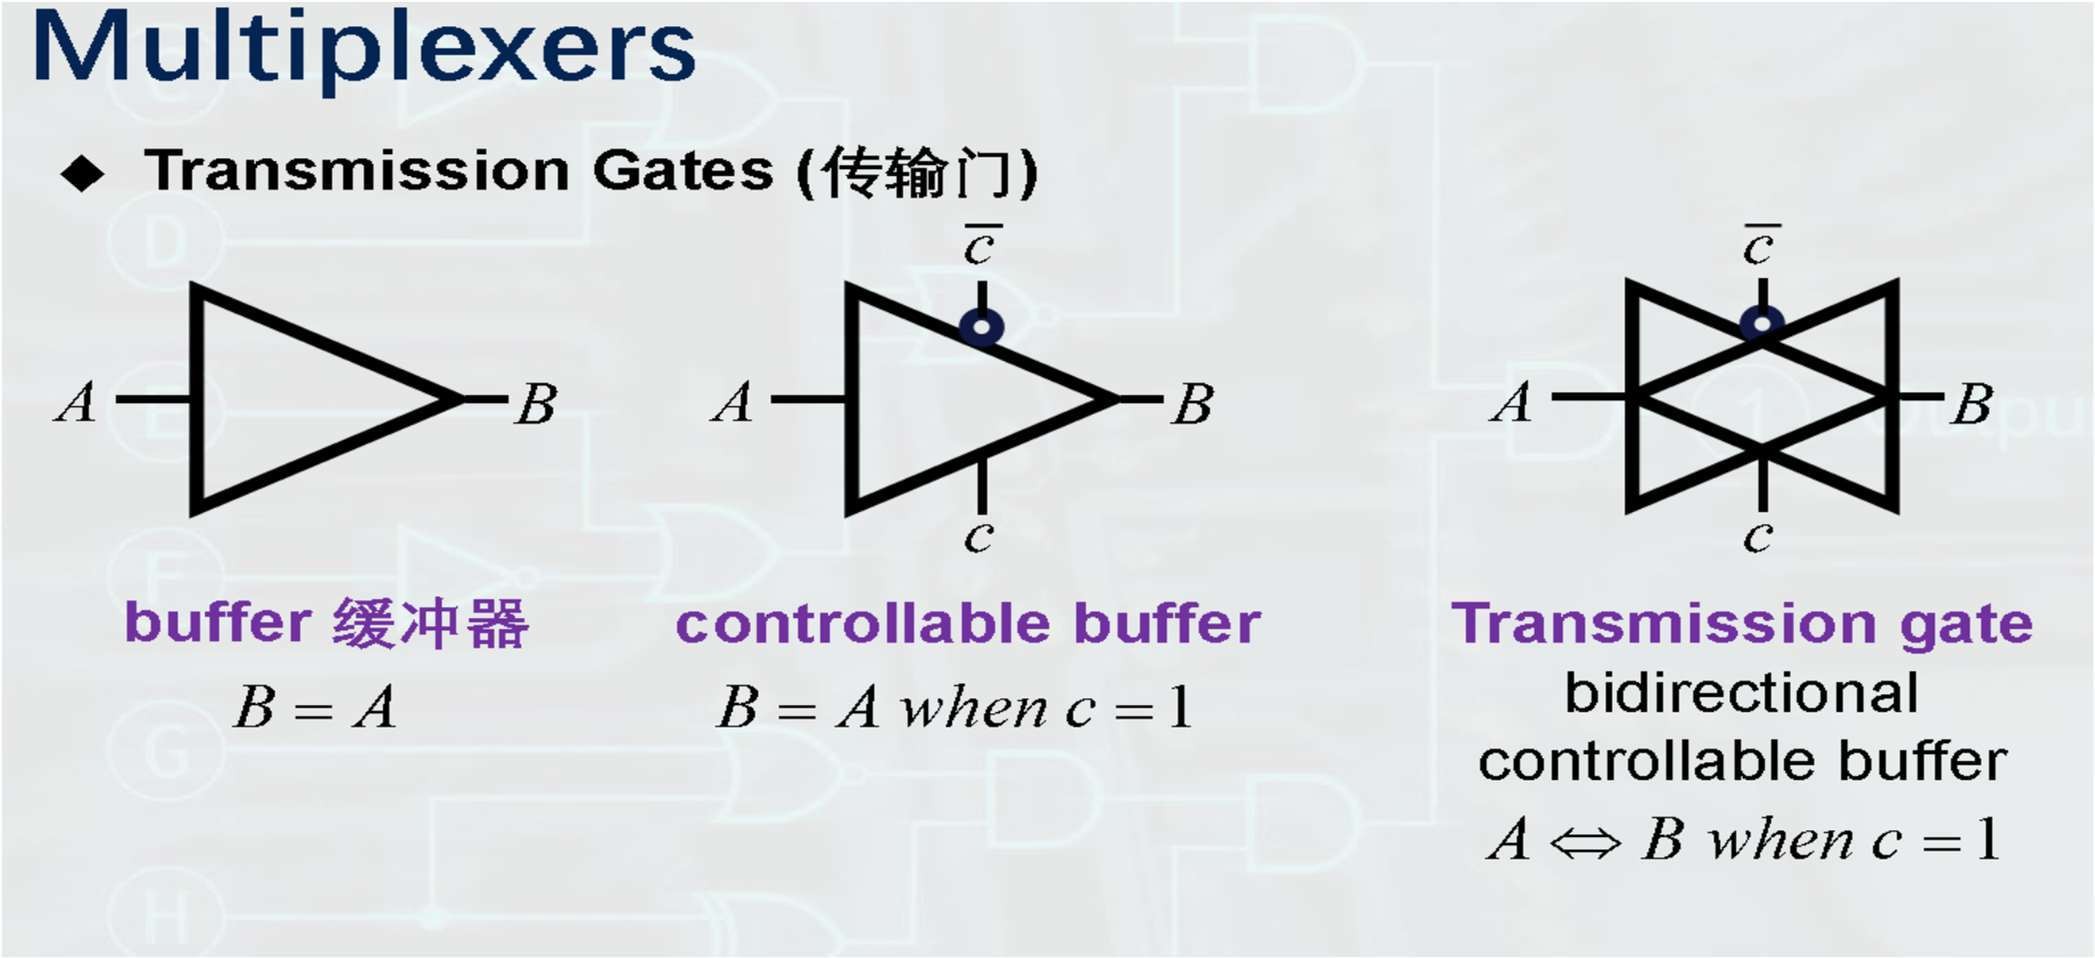 Multiplexers
◆ Transmission Gates (传输门)
c̅
c̅
A
B
A
B
A
B
c
c
buffer 缓冲器
controllable buffer
Transmission gate
B = A
B = A when c = 1
bidirectional
controllable buffer
A ⇔ B when c = 1
D
E
F
G
H
1